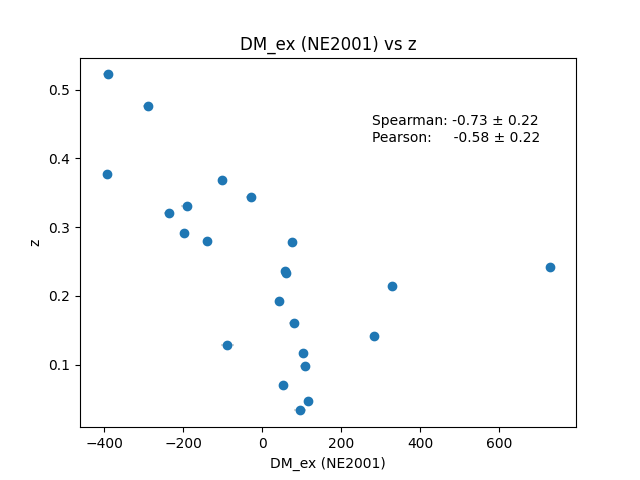 DM_ex (NE2001) vs z
Spearman: -0.73 ± 0.22
Pearson: -0.58 ± 0.22
0.5
0.4
0.3
0.2
0.1
z
−400 −200 0 200 400 600
DM_ex (NE2001)